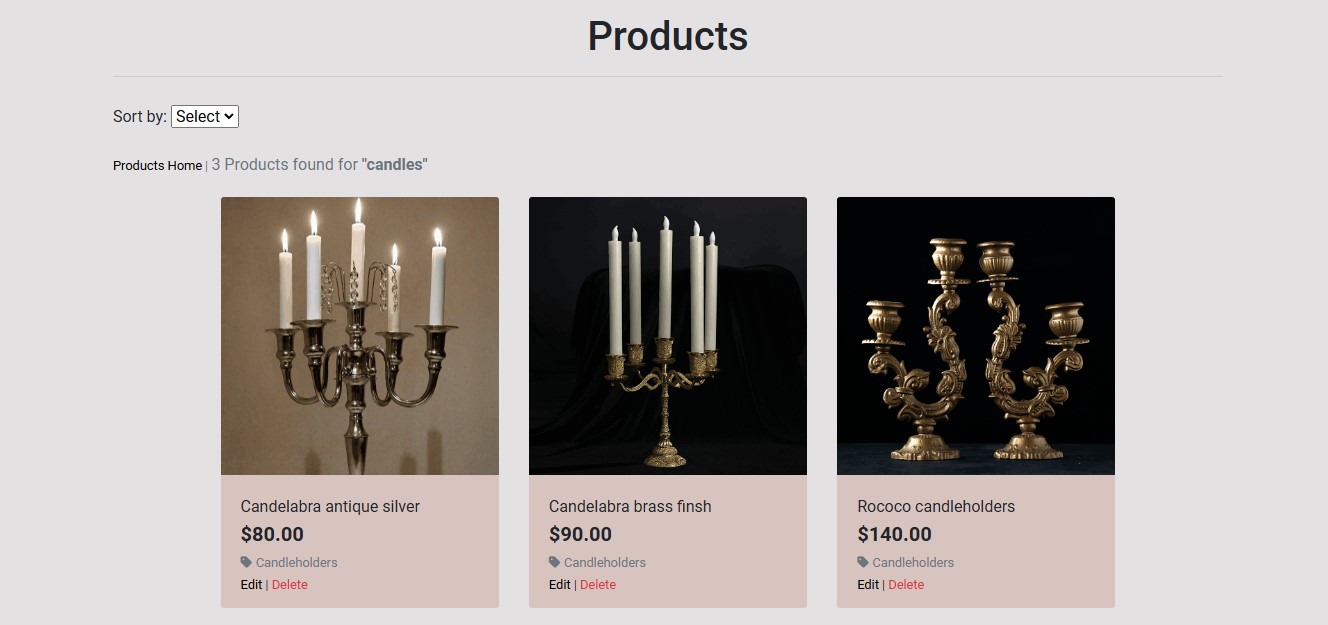 Products
Sort by: Select
Products Home | 3 Products found for "candles"
Candelabra antique silver
$80.00
Candleholders
Edit | Delete
Candelabra brass finsh
$90.00
Candleholders
Edit | Delete
Rococo candleholders
$140.00
Candleholders
Edit | Delete